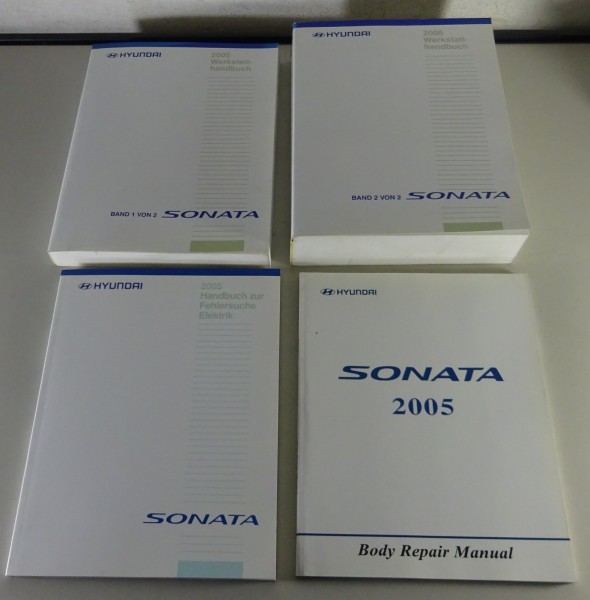 HYUNDAI
2005
Werkstatt-
handbuch
BAND 1 VON 2 SONATA
HYUNDAI
2005
Werkstatt-
handbuch
BAND 2 VON 2 SONATA
HYUNDAI
2005
Handbuch zur
Fehlersuche
Elektrik
SONATA
HYUNDAI
SONATA
2005
Body Repair Manual